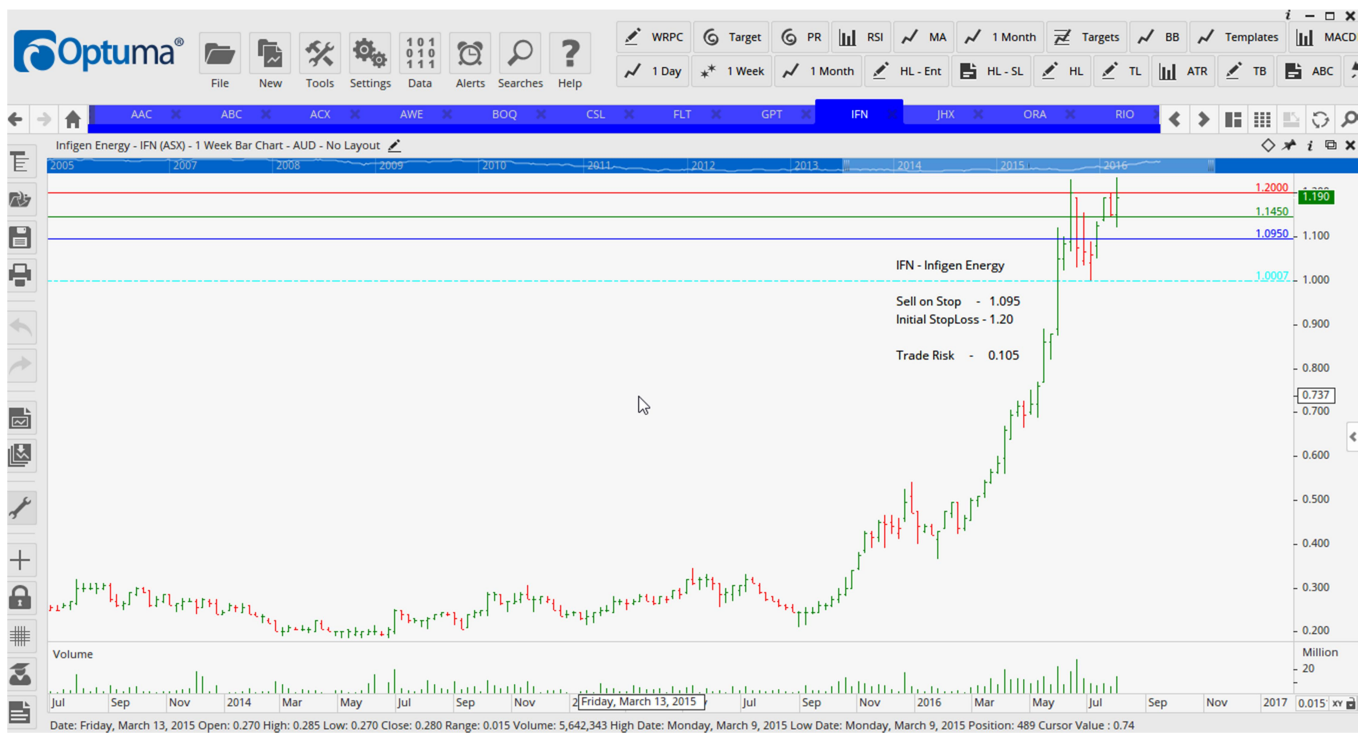 Optuma®
File
New
Tools
Settings
Data
Alerts
Searches
Help
WRPC
Target
PR
RSI
MA
1 Month
Targets
BB
Templates
MACD
1 Day
1 Week
1 Month
HL - Ent
HL - SL
HL
TL
ATR
TB
ABC
AAC
ABC
ACX
AWE
BOQ
CSL
FLT
GPT
IFN
JHX
ORA
RIO
Infigen Energy - IFN (ASX) - 1 Week Bar Chart - AUD - No Layout
2005
2007
2008
2009
2010
2011
2012
2013
2014
2015
2016
1.2000
1.190
1.1450
1.0950
1.100
1.0007
1.000
IFN - Infigen Energy
Sell on Stop - 1.095
Initial StopLoss - 1.20
Trade Risk - 0.105
0.900
0.800
0.737
0.700
0.600
0.500
0.400
0.300
0.200
Volume
Million
20
Jul
Sep
Nov
2014
Mar
May
Jul
Sep
Nov
Friday, March 13, 2015
Jul
Sep
Nov
2016
Mar
May
Jul
Sep
Nov
2017
0.015
XY
Date: Friday, March 13, 2015 Open: 0.270 High: 0.285 Low: 0.270 Close: 0.280 Range: 0.015 Volume: 5,642,343 High Date: Monday, March 9, 2015 Low Date: Monday, March 9, 2015 Position: 489 Cursor Value : 0.74